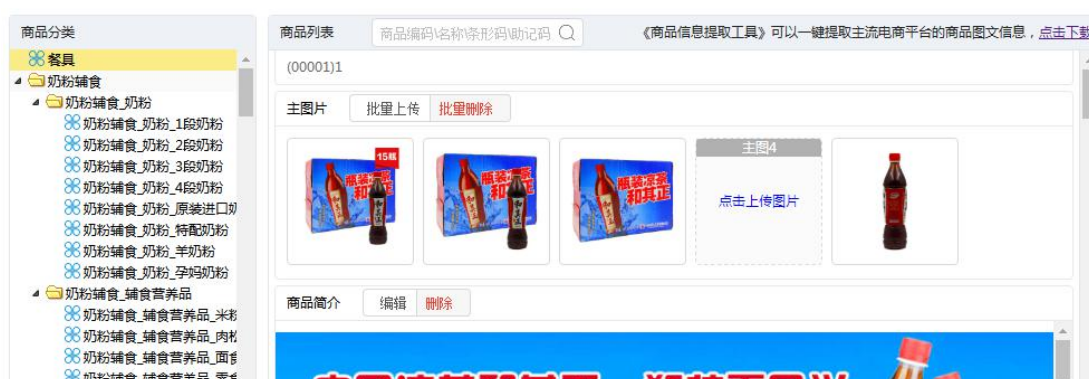 商品分类
餐具
奶粉辅食
奶粉辅食_奶粉
奶粉辅食_奶粉_1段奶粉
奶粉辅食_奶粉_2段奶粉
奶粉辅食_奶粉_3段奶粉
奶粉辅食_奶粉_4段奶粉
奶粉辅食_奶粉_原装进口奶
奶粉辅食_奶粉_特配奶粉
奶粉辅食_奶粉_羊奶粉
奶粉辅食_奶粉_孕妈奶粉
奶粉辅食_辅食营养品
奶粉辅食_辅食营养品_米粉
奶粉辅食_辅食营养品_肉松
奶粉辅食_辅食营养品_面食
商品列表
商品编码\名称\条形码\助记码
《商品信息提取工具》可以一键提取主流电商平台的商品图文信息，点击下载
(00001)1
主图片
批量上传
批量删除
15瓶
瓶装凉茶
和其正
瓶装凉茶
和其正
瓶装凉茶
和其正
主图4
点击上传图片
商品简介
编辑
删除